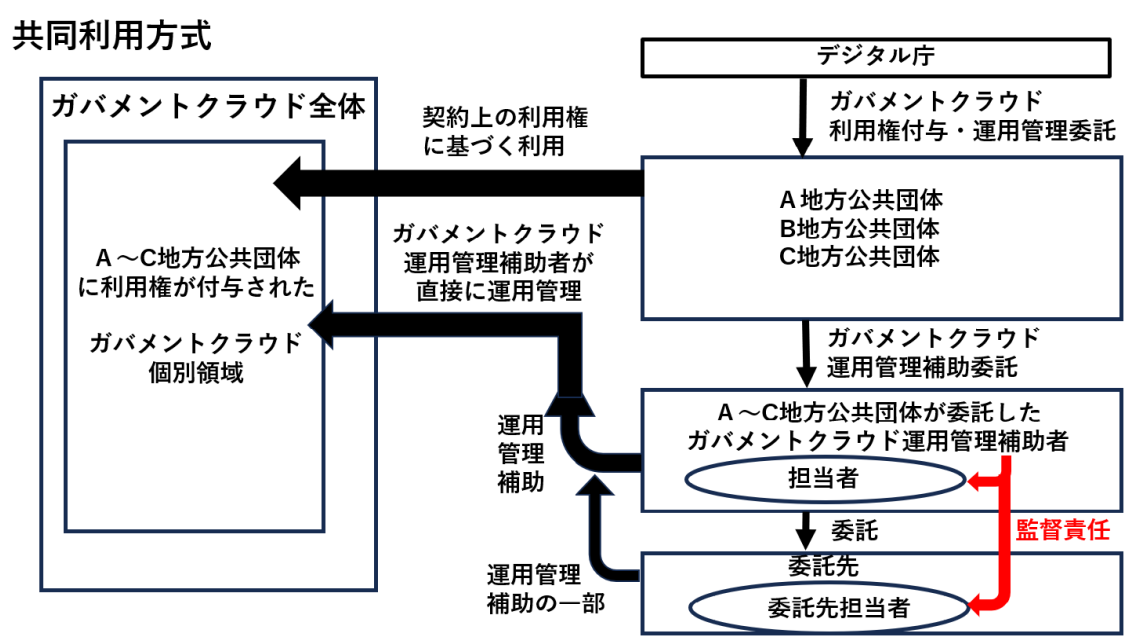 共同利用方式
デジタル庁
ガバメントクラウド
利用権付与・運用管理委託
ガバメントクラウド全体
契約上の利用権
に基づく利用
A 地方公共団体
B地方公共団体
C地方公共団体
ガバメントクラウド
運用管理補助者が
直接に運用管理
A ～C地方公共団体
に利用権が付与された
ガバメントクラウド
個別領域
ガバメントクラウド
運用管理補助委託
A ～C地方公共団体が委託した
ガバメントクラウド運用管理補助者
担当者
運用
管理
補助
委託
監督責任
委託先
委託先担当者
運用管理
補助の一部